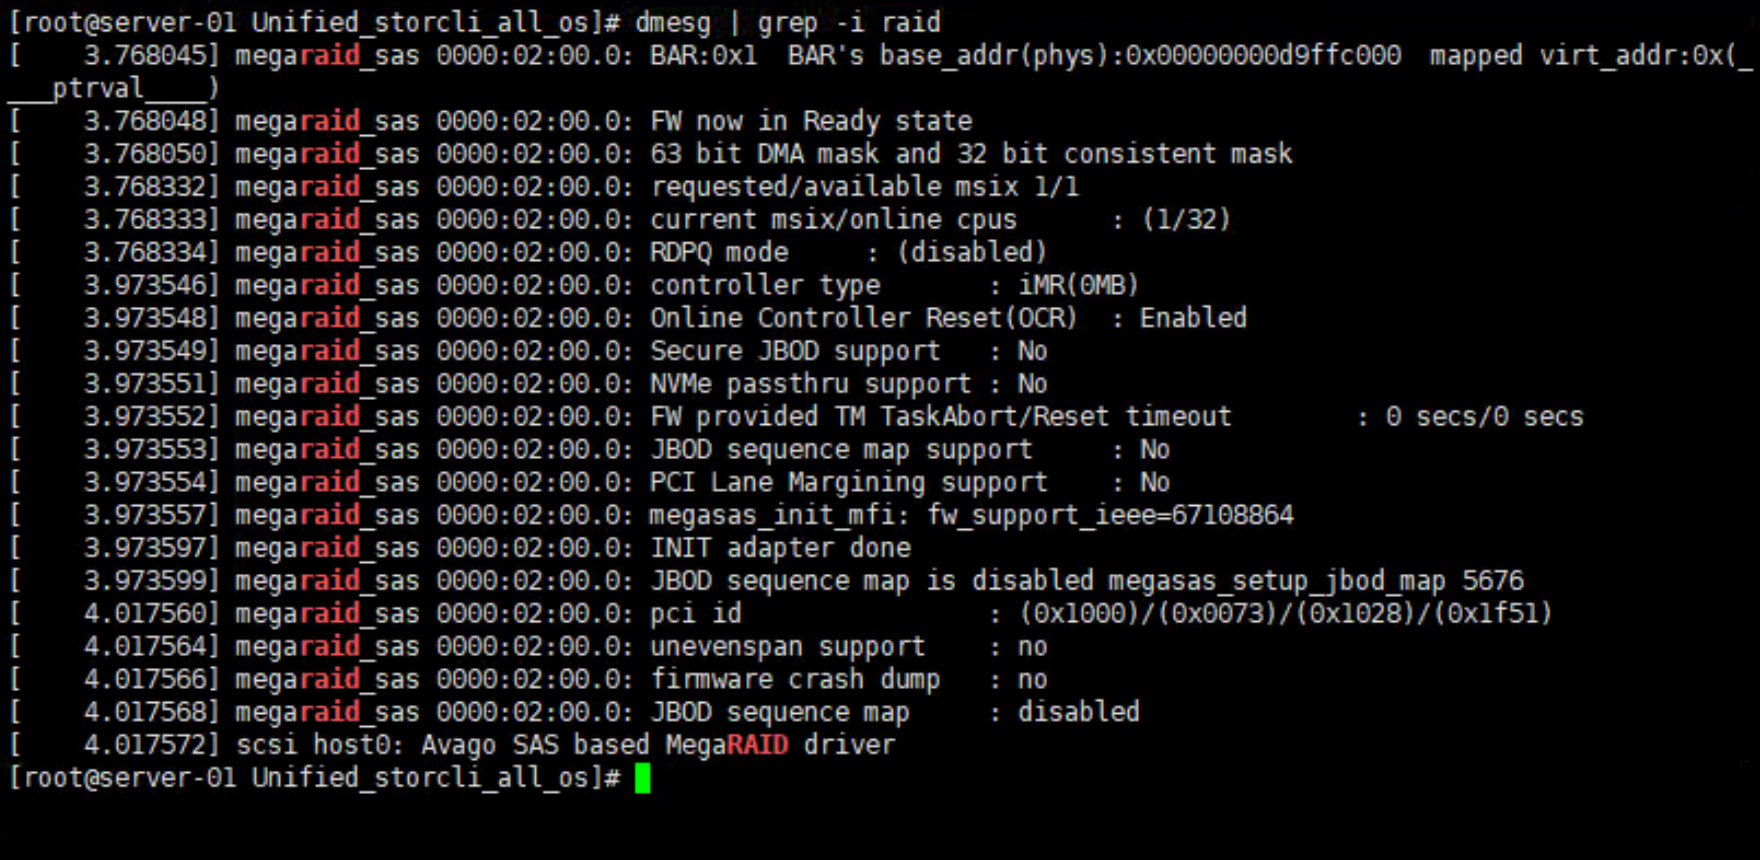 [root@server-01 Unified_storcli_all_os]# dmesg | grep -i raid
[    3.768045] megaraid_sas 0000:02:00.0: BAR:0x1  BAR's base_addr(phys):0x00000000d9ffc000  mapped virt_addr:0x(_
___ptrval____)
[    3.768048] megaraid_sas 0000:02:00.0: FW now in Ready state
[    3.768050] megaraid_sas 0000:02:00.0: 63 bit DMA mask and 32 bit consistent mask
[    3.768332] megaraid_sas 0000:02:00.0: requested/available msix 1/1
[    3.768333] megaraid_sas 0000:02:00.0: current msix/online cpus      : (1/32)
[    3.768334] megaraid_sas 0000:02:00.0: RDPQ mode     : (disabled)
[    3.973546] megaraid_sas 0000:02:00.0: controller type       : iMR(0MB)
[    3.973548] megaraid_sas 0000:02:00.0: Online Controller Reset(OCR)  : Enabled
[    3.973549] megaraid_sas 0000:02:00.0: Secure JBOD support   : No
[    3.973551] megaraid_sas 0000:02:00.0: NVMe passthru support : No
[    3.973552] megaraid_sas 0000:02:00.0: FW provided TM TaskAbort/Reset timeout        : 0 secs/0 secs
[    3.973553] megaraid_sas 0000:02:00.0: JBOD sequence map support     : No
[    3.973554] megaraid_sas 0000:02:00.0: PCI Lane Margining support    : No
[    3.973557] megaraid_sas 0000:02:00.0: megasas_init_mfi: fw_support_ieee=67108864
[    3.973597] megaraid_sas 0000:02:00.0: INIT adapter done
[    3.973599] megaraid_sas 0000:02:00.0: JBOD sequence map is disabled megasas_setup_jbod_map 5676
[    4.017560] megaraid_sas 0000:02:00.0: pci id                : (0x1000)/(0x0073)/(0x1028)/(0x1f51)
[    4.017564] megaraid_sas 0000:02:00.0: unevenspan support    : no
[    4.017566] megaraid_sas 0000:02:00.0: firmware crash dump   : no
[    4.017568] megaraid_sas 0000:02:00.0: JBOD sequence map     : disabled
[    4.017572] scsi host0: Avago SAS based MegaRAID driver
[root@server-01 Unified_storcli_all_os]#